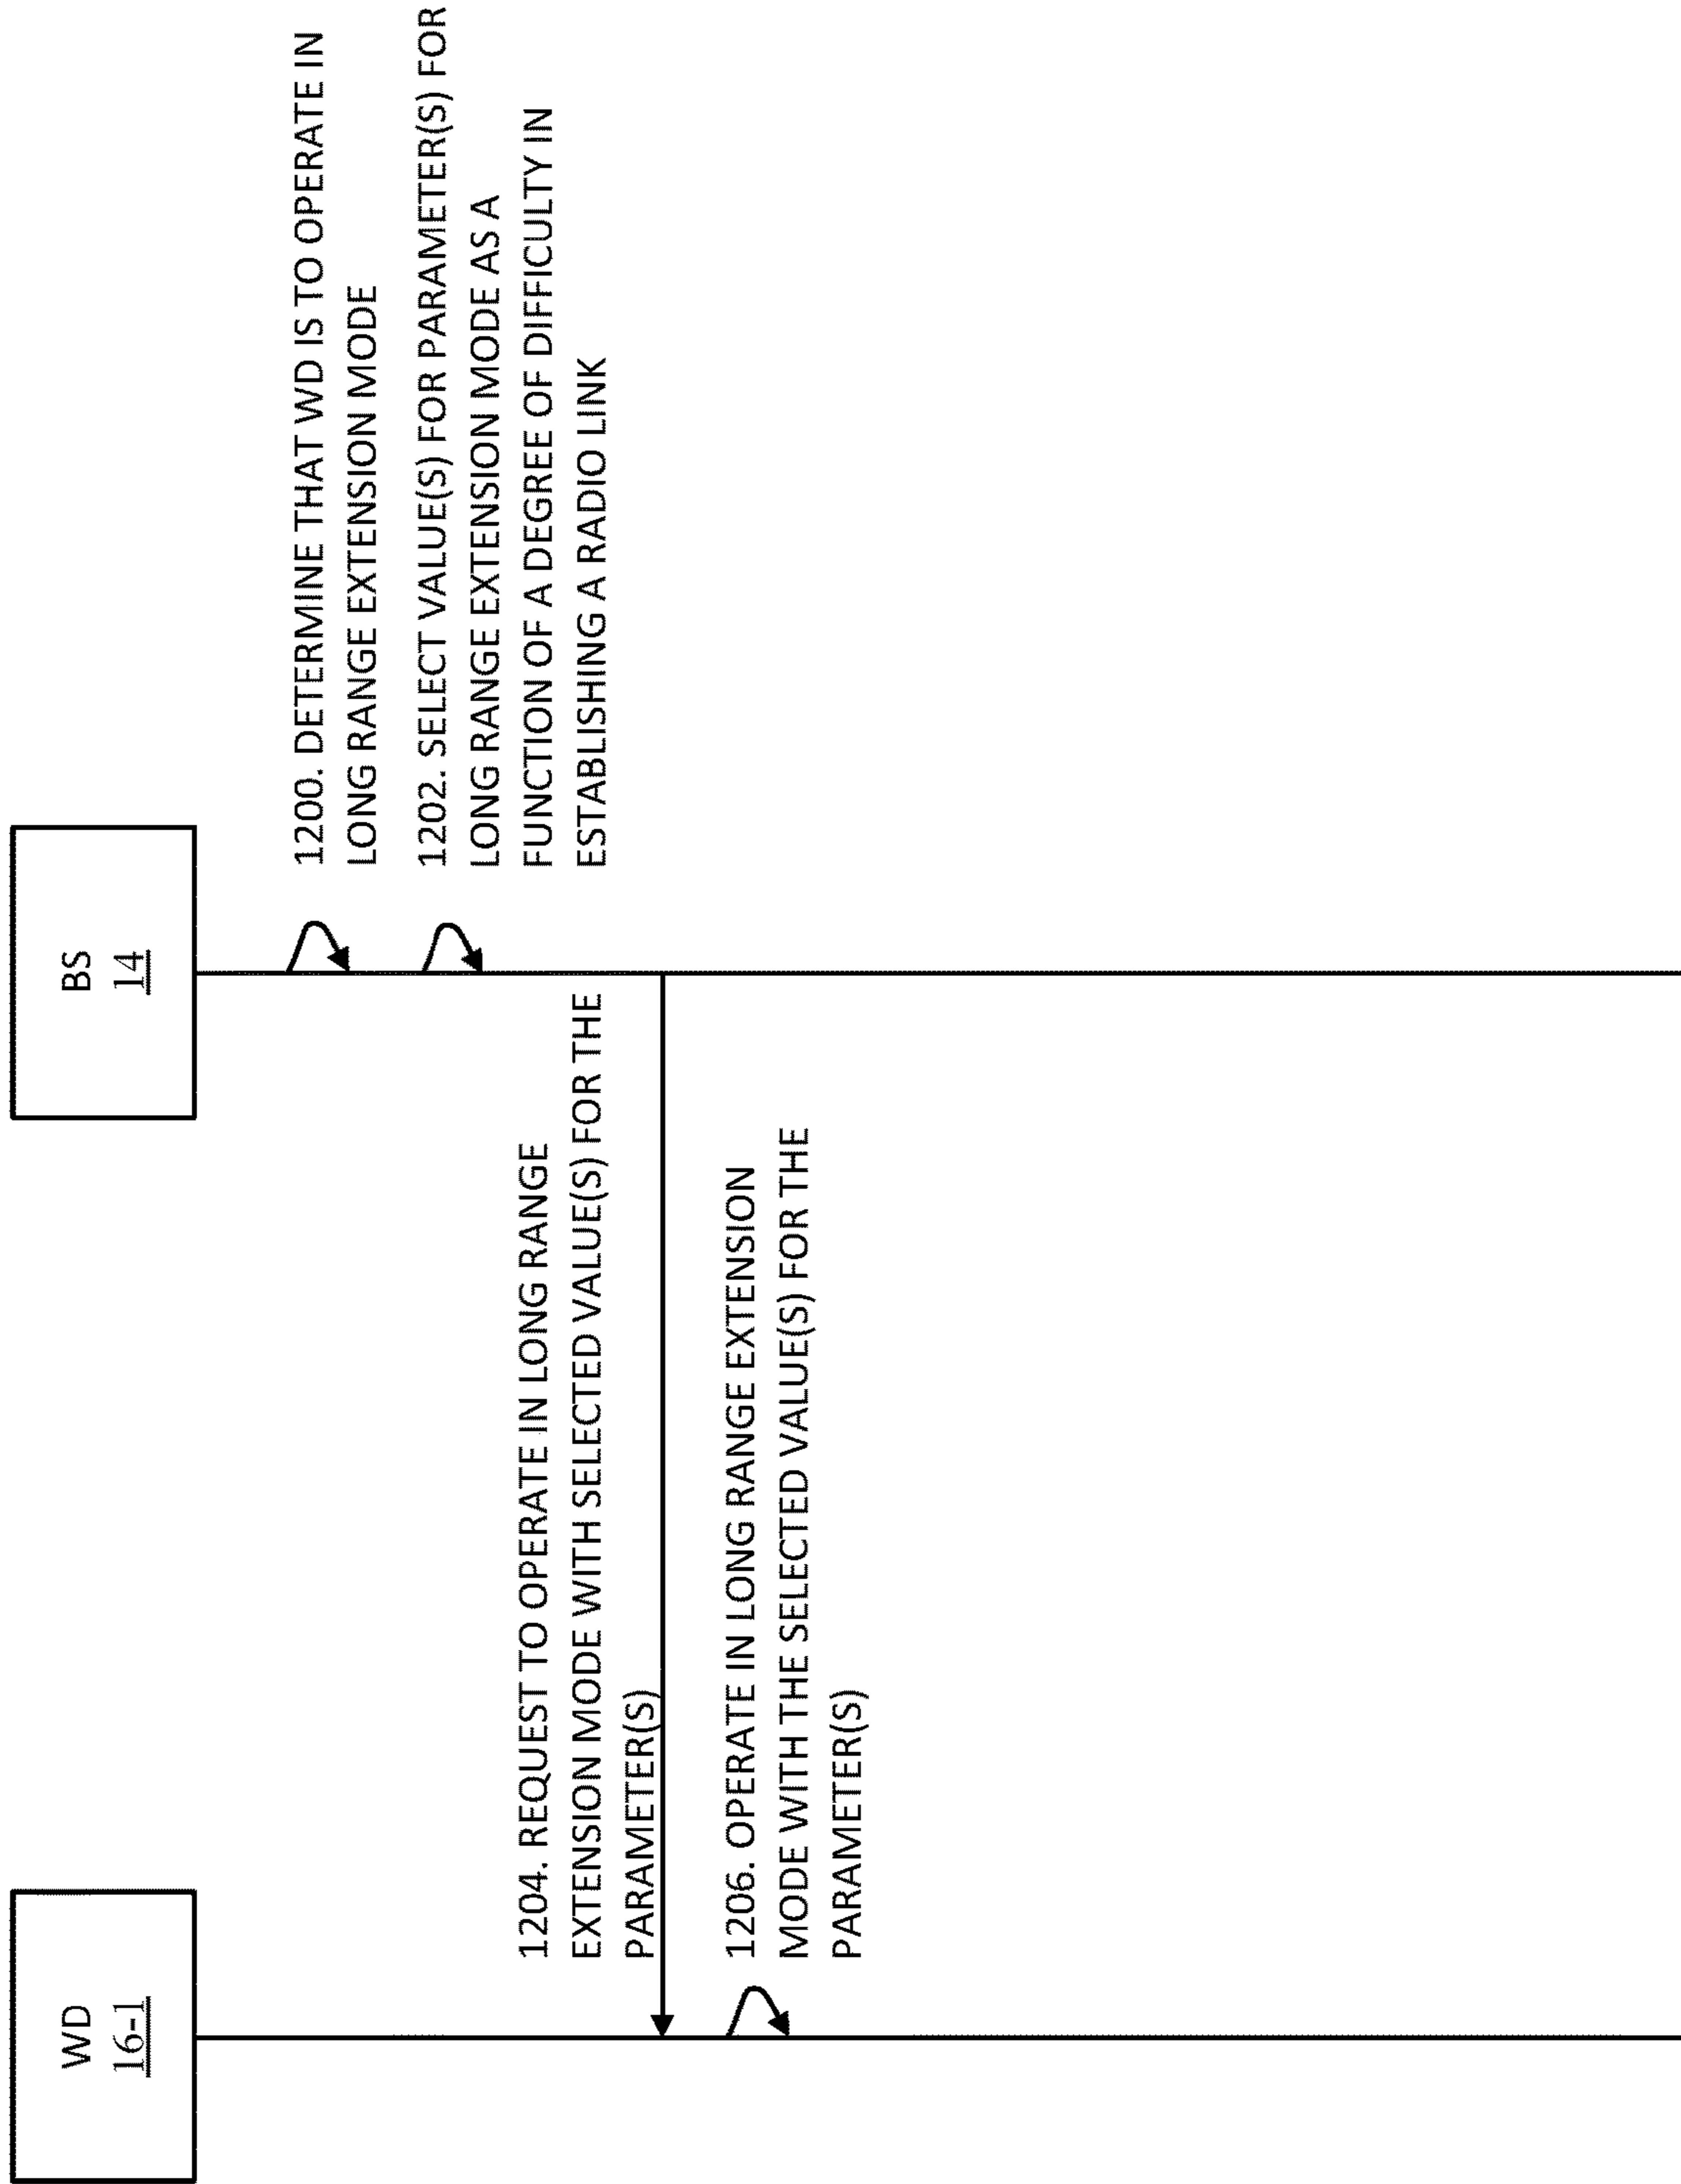 WD
16-1
BS
14
1200. DETERMINE THAT WD IS TO OPERATE IN
LONG RANGE EXTENSION MODE
1202. SELECT VALUE(S) FOR PARAMETER(S) FOR
LONG RANGE EXTENSION MODE AS A
FUNCTION OF A DEGREE OF DIFFICULTY IN
ESTABLISHING A RADIO LINK
1204. REQUEST TO OPERATE IN LONG RANGE
EXTENSION MODE WITH SELECTED VALUE(S) FOR THE
PARAMETER(S)
1206. OPERATE IN LONG RANGE EXTENSION
MODE WITH THE SELECTED VALUE(S) FOR THE
PARAMETER(S)